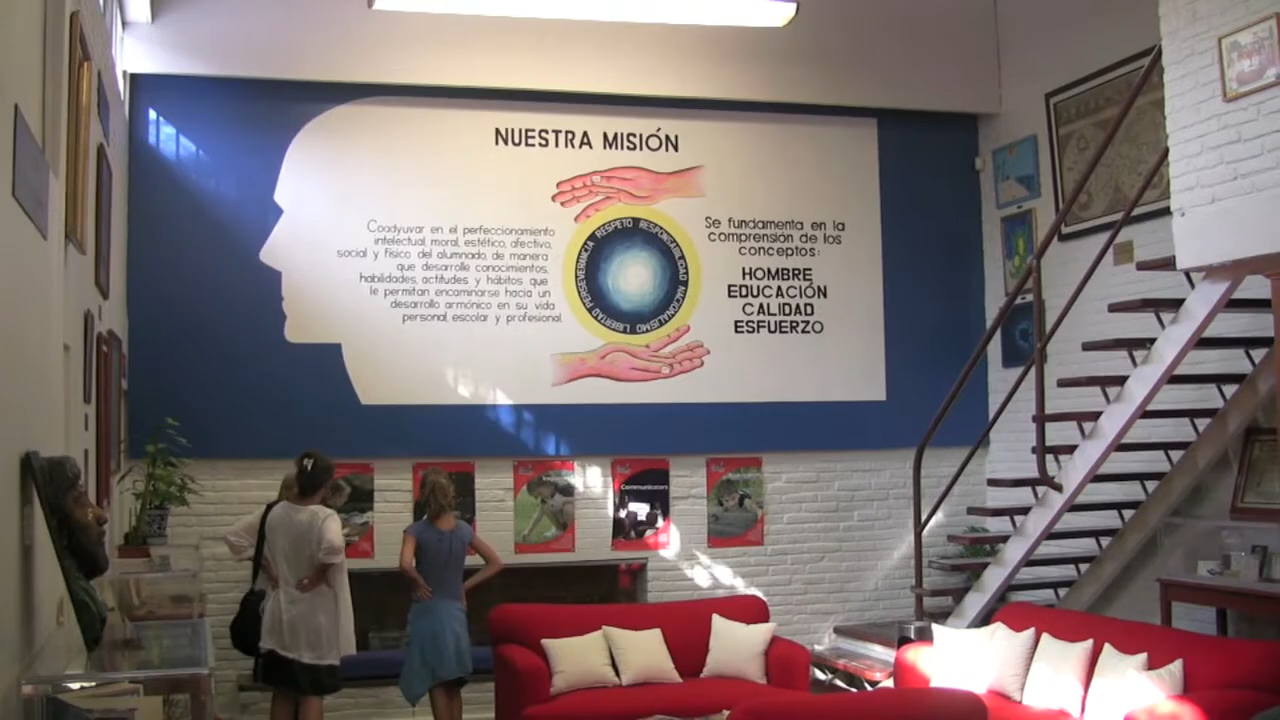 NUESTRA MISIÓN
Coadyuvar en el perfeccionamiento
intelectual, moral, estético, afectivo,
social y físico del alumnado, de manera
que desarrolle conocimientos,
habilidades, actitudes y hábitos que
le permitan encaminarse hacia un
desarrollo armónico en su vida
personal, escolar y profesional.
PERSEVERANCIA RESPETO RESPONSABILIDAD NACIONALISMO LIBERTAD
Se fundamenta en la
comprensión de los
conceptos:
HOMBRE
EDUCACIÓN
CALIDAD
ESFUERZO
Communicators